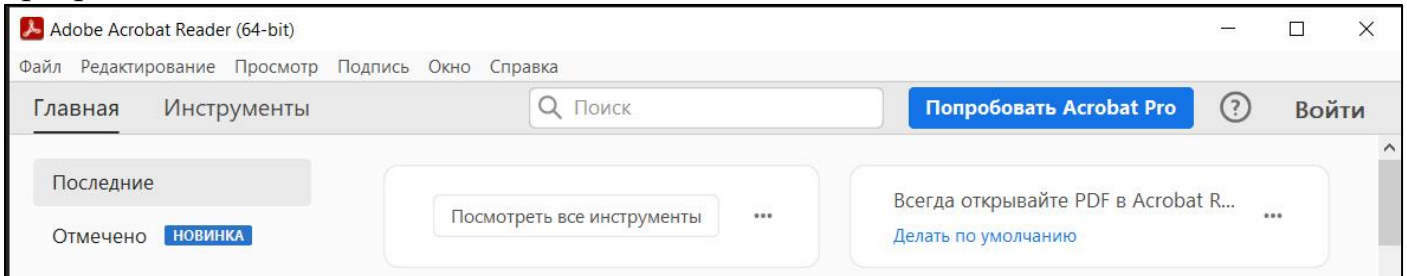 Adobe Acrobat Reader (64-bit)
Файл Редактирование Просмотр Подпись Окно Справка
Главная Инструменты Поиск Попробовать Acrobat Pro ? Войти
Последние
Отмечено НОВИНКА
Посмотреть все инструменты ...
Всегда открывайте PDF в Acrobat R...
Делать по умолчанию
...